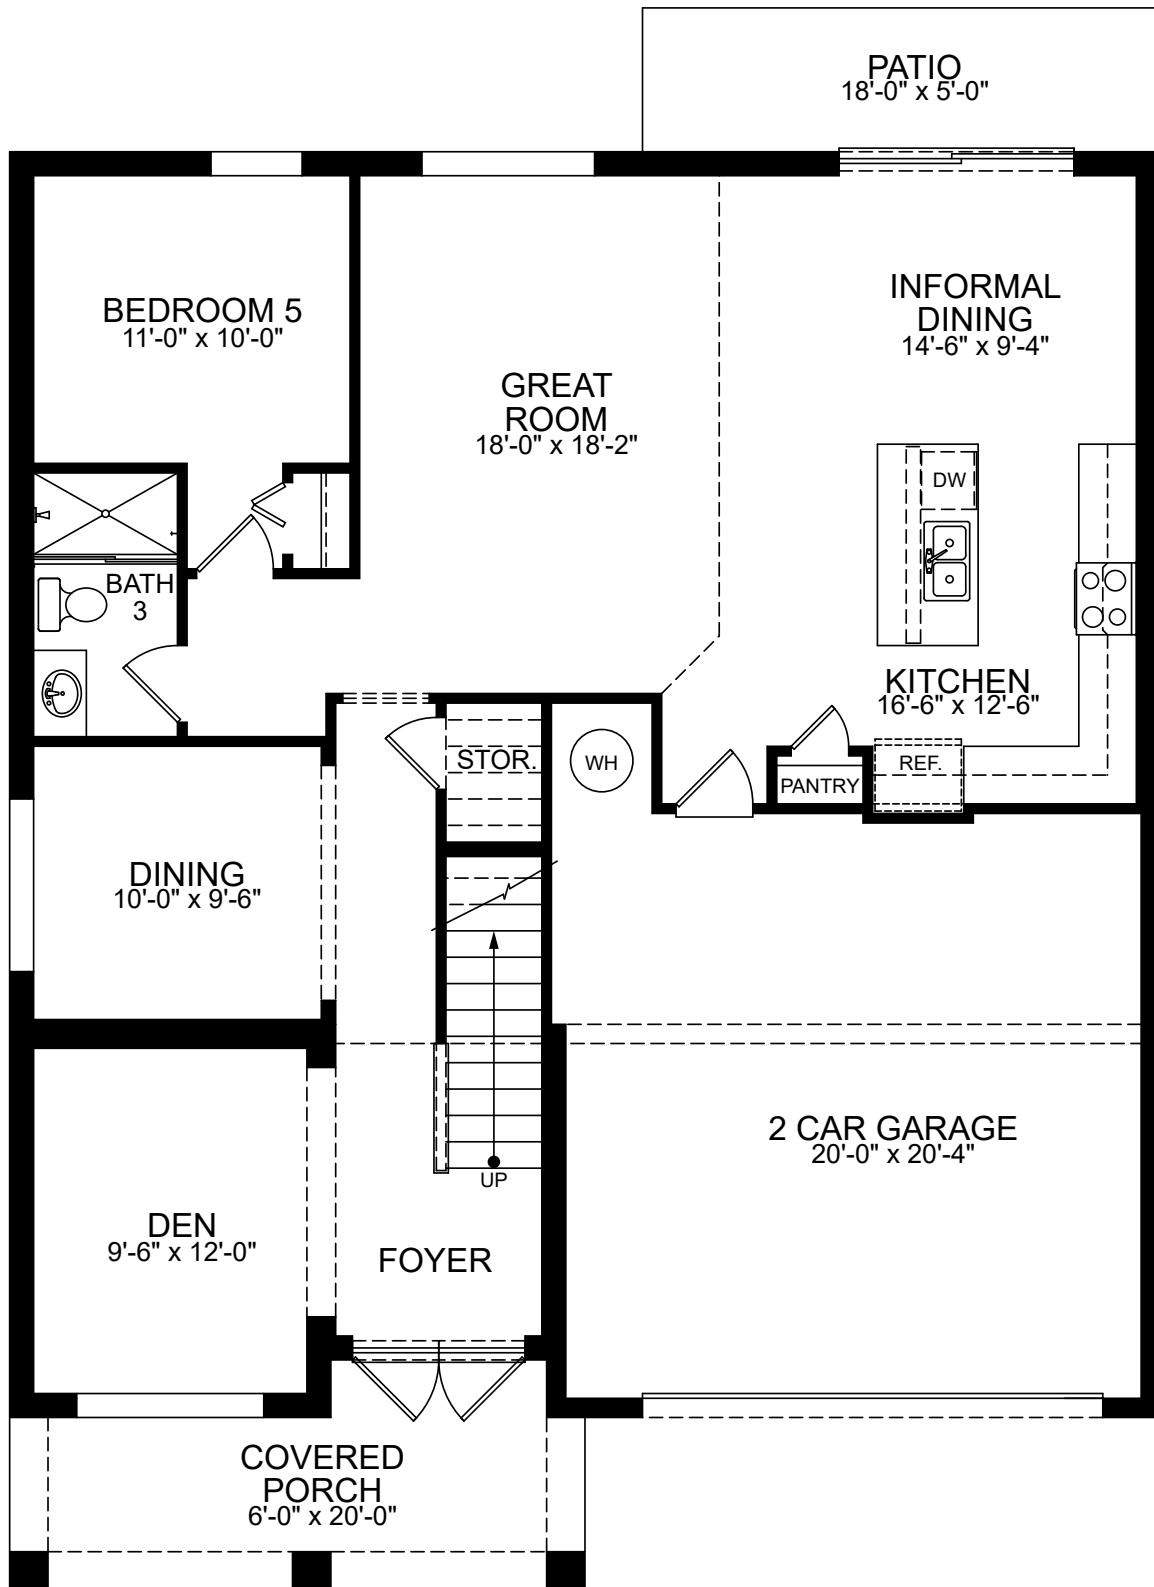 PATIO
18'-0" x 5'-0"
BEDROOM 5
11'-0" x 10'-0"
INFORMAL
DINING
14'-6" x 9'-4"
GREAT
ROOM
18'-0" x 18'-2"
DW
BATH
3
KITCHEN
16'-6" x 12'-6"
STOR.
WH
REF.
PANTRY
DINING
10'-0" x 9'-6"
2 CAR GARAGE
20'-0" x 20'-4"
UP
DEN
9'-6" x 12'-0"
FOYER
COVERED
PORCH
6'-0" x 20'-0"